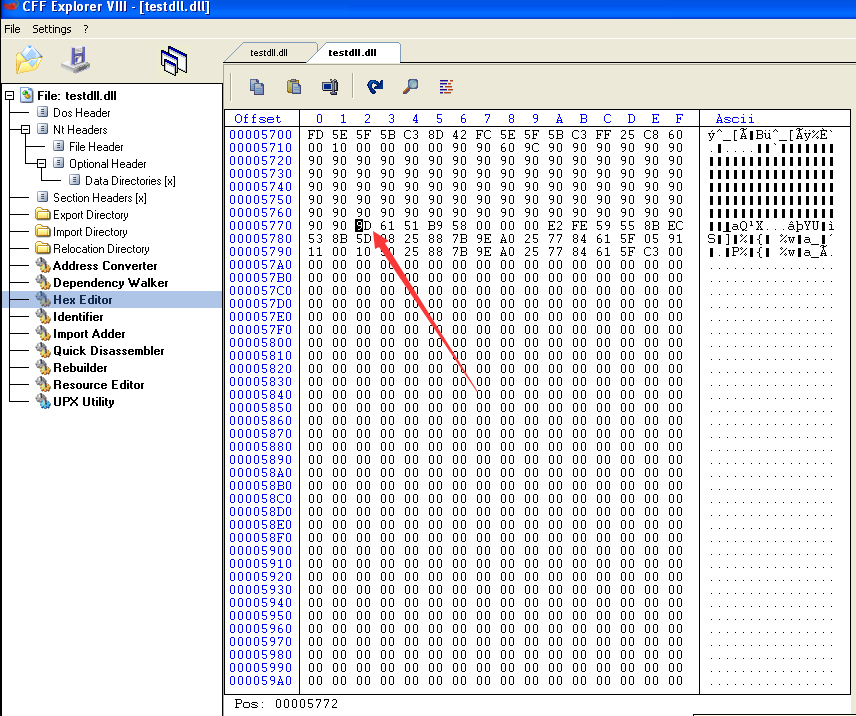 CFF Explorer VIII - [testdll.dll]
File Settings ?
testdll.dll
testdll.dll
File: testdll.dll
Dos Header
Nt Headers
File Header
Optional Header
Data Directories [x]
Section Headers [x]
Export Directory
Import Directory
Relocation Directory
Address Converter
Dependency Walker
Hex Editor
Identifier
Import Adder
Quick Disassembler
Rebuilder
Resource Editor
UPX Utility
Offset 0 1 2 3 4 5 6 7 8 9 A B C D E F Ascii
00005700 FD 5E 5F 5B C3 8D 42 FC 5E 5F 5B C3 FF 25 C8 60
00005710 00 10 00 00 00 90 90 60 9C 90 90 90 90 90 90 90
00005720 90 90 90 90 90 90 90 90 90 90 90 90 90 90 90 90
00005730 90 90 90 90 90 90 90 90 90 90 90 90 90 90 90 90
00005740 90 90 90 90 90 90 90 90 90 90 90 90 90 90 90 90
00005750 90 90 90 90 90 90 90 90 90 90 90 90 90 90 90 90
00005760 90 90 90 90 90 90 90 90 90 90 90 90 90 90 90 90
00005770 90 90 9D 61 51 B9 58 00 00 00 E2 FE 59 55 8B EC
00005780 53 8B 5D 25 88 7B 9E A0 25 77 84 61 5F 05 91
00005790 11 00 10 25 88 7B 9E A0 25 77 84 61 5F C3 00
000057A0 00 00 00 00 00 00 00 00 00 00 00 00 00 00 00 00
000057B0 00 00 00 00 00 00 00 00 00 00 00 00 00 00 00 00
000057C0 00 00 00 00 00 00 00 00 00 00 00 00 00 00 00 00
000057D0 00 00 00 00 00 00 00 00 00 00 00 00 00 00 00 00
000057E0 00 00 00 00 00 00 00 00 00 00 00 00 00 00 00 00
000057F0 00 00 00 00 00 00 00 00 00 00 00 00 00 00 00 00
00005800 00 00 00 00 00 00 00 00 00 00 00 00 00 00 00 00
00005810 00 00 00 00 00 00 00 00 00 00 00 00 00 00 00 00
00005820 00 00 00 00 00 00 00 00 00 00 00 00 00 00 00 00
00005830 00 00 00 00 00 00 00 00 00 00 00 00 00 00 00 00
00005840 00 00 00 00 00 00 00 00 00 00 00 00 00 00 00 00
00005850 00 00 00 00 00 00 00 00 00 00 00 00 00 00 00 00
00005860 00 00 00 00 00 00 00 00 00 00 00 00 00 00 00 00
00005870 00 00 00 00 00 00 00 00 00 00 00 00 00 00 00 00
00005880 00 00 00 00 00 00 00 00 00 00 00 00 00 00 00 00
00005890 00 00 00 00 00 00 00 00 00 00 00 00 00 00 00 00
000058A0 00 00 00 00 00 00 00 00 00 00 00 00 00 00 00 00
000058B0 00 00 00 00 00 00 00 00 00 00 00 00 00 00 00 00
000058C0 00 00 00 00 00 00 00 00 00 00 00 00 00 00 00 00
000058D0 00 00 00 00 00 00 00 00 00 00 00 00 00 00 00 00
000058E0 00 00 00 00 00 00 00 00 00 00 00 00 00 00 00 00
000058F0 00 00 00 00 00 00 00 00 00 00 00 00 00 00 00 00
00005900 00 00 00 00 00 00 00 00 00 00 00 00 00 00 00 00
00005910 00 00 00 00 00 00 00 00 00 00 00 00 00 00 00 00
00005920 00 00 00 00 00 00 00 00 00 00 00 00 00 00 00 00
00005930 00 00 00 00 00 00 00 00 00 00 00 00 00 00 00 00
00005940 00 00 00 00 00 00 00 00 00 00 00 00 00 00 00 00
00005950 00 00 00 00 00 00 00 00 00 00 00 00 00 00 00 00
00005960 00 00 00 00 00 00 00 00 00 00 00 00 00 00 00 00
00005970 00 00 00 00 00 00 00 00 00 00 00 00 00 00 00 00
00005980 00 00 00 00 00 00 00 00 00 00 00 00 00 00 00 00
00005990 00 00 00 00 00 00 00 00 00 00 00 00 00 00 00 00
000059A0 00 00 00 00 00 00 00 00 00 00 00 00 00 00 00 00
Pos: 00005772